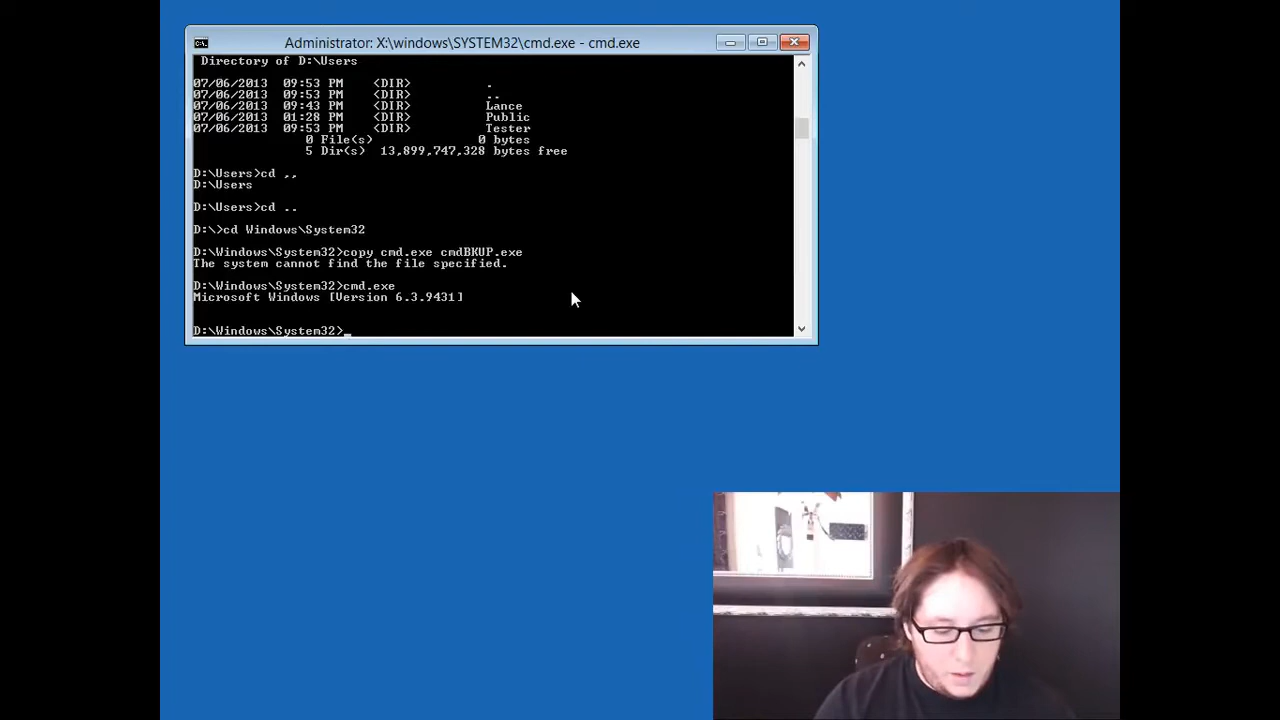 Administrator: X:\windows\SYSTEM32\cmd.exe - cmd.exe
Directory of D:\Users
07/06/2013 09:53 PM <DIR> .
07/06/2013 09:53 PM <DIR> ..
07/06/2013 09:43 PM <DIR> Lance
07/06/2013 01:28 PM <DIR> Public
07/06/2013 09:53 PM <DIR> Tester
0 File(s) 0 bytes
5 Dir(s) 13,899,747,328 bytes free
D:\Users>cd ,,
D:\Users
D:\Users>cd ..
D:\>cd Windows\System32
D:\Windows\System32>copy cmd.exe cmdBKUP.exe
The system cannot find the file specified.
D:\Windows\System32>cmd.exe
Microsoft Windows [Version 6.3.9431]
D:\Windows\System32>_